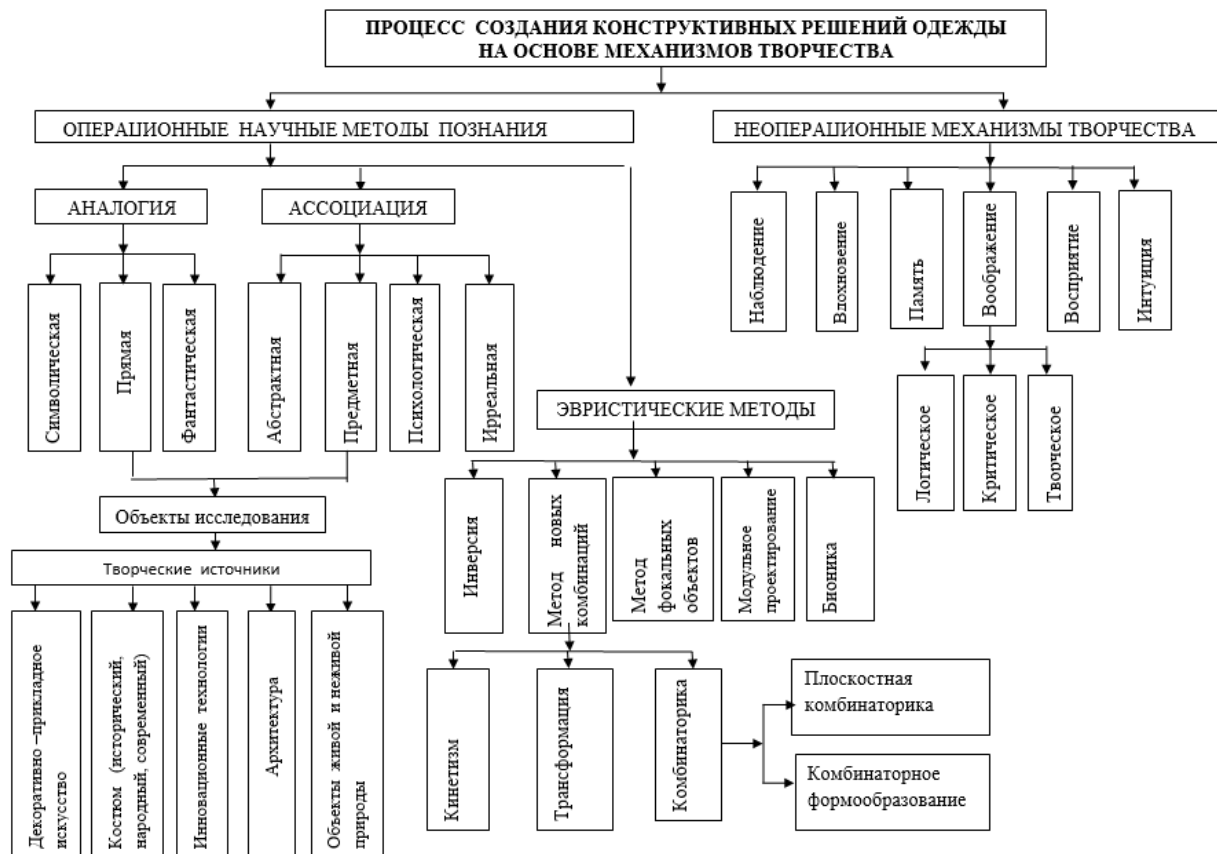 ПРОЦЕСС СОЗДАНИЯ КОНСТРУКТИВНЫХ РЕШЕНИЙ ОДЕЖДЫ
НА ОСНОВЕ МЕХАНИЗМОВ ТВОРЧЕСТВА
ОПЕРАЦИОННЫЕ НАУЧНЫЕ МЕТОДЫ ПОЗНАНИЯ
НЕОПЕРАЦИОННЫЕ МЕХАНИЗМЫ ТВОРЧЕСТВА
АНАЛОГИЯ
АССОЦИАЦИЯ
Наблюдение
Вдохновение
Память
Воображение
Восприятие
Интуиция
Символическая
Прямая
Фантастическая
Абстрактная
Предметная
Психологическая
Ирреальная
Логическое
Критическое
Творческое
ЭВРИСТИЧЕСКИЕ МЕТОДЫ
Объекты исследования
Творческие источники
Инверсия
Метод новых
комбинаций
Метод
фокальных
объектов
Модульное
проектирование
Бионика
Декоративно –прикладное
искусство
Костюм (исторический,
народный, современный)
Инновационные технологии
Архитектура
Объекты живой и неживой
природы
Кинетизм
Трансформация
Комбинаторика
Плоскостная
комбинаторика
Комбинаторное
формообразование